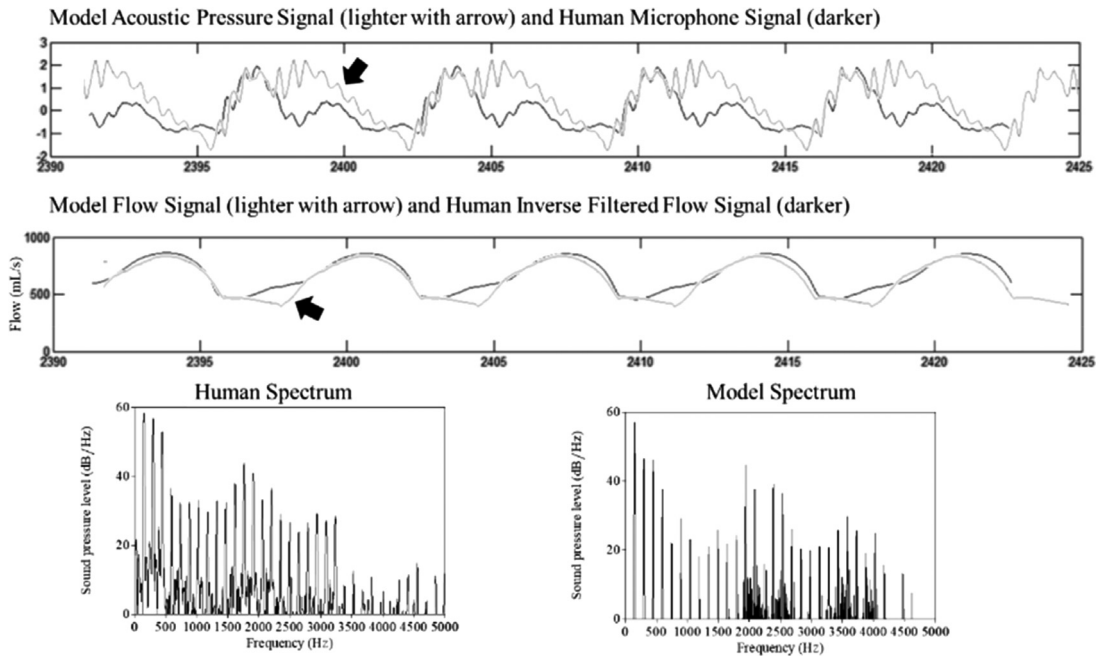 Model Acoustic Pressure Signal (lighter with arrow) and Human Microphone Signal (darker)
3
2
1
0
-1
-2
2390 2395 2400 2405 2410 2415 2420 2425
Model Flow Signal (lighter with arrow) and Human Inverse Filtered Flow Signal (darker)
Flow (mL/s)
1000
500
0
2390 2395 2400 2405 2410 2415 2420 2425
Human Spectrum
Sound pressure level (dB/Hz)
60
40
20
0
0 500 1000 1500 2000 2500 3000 3500 4000 4500 5000
Frequency (Hz)
Model Spectrum
Sound pressure level (dB/Hz)
60
40
20
0
0 500 1000 1500 2000 2500 3000 3500 4000 4500 5000
Frequency (Hz)